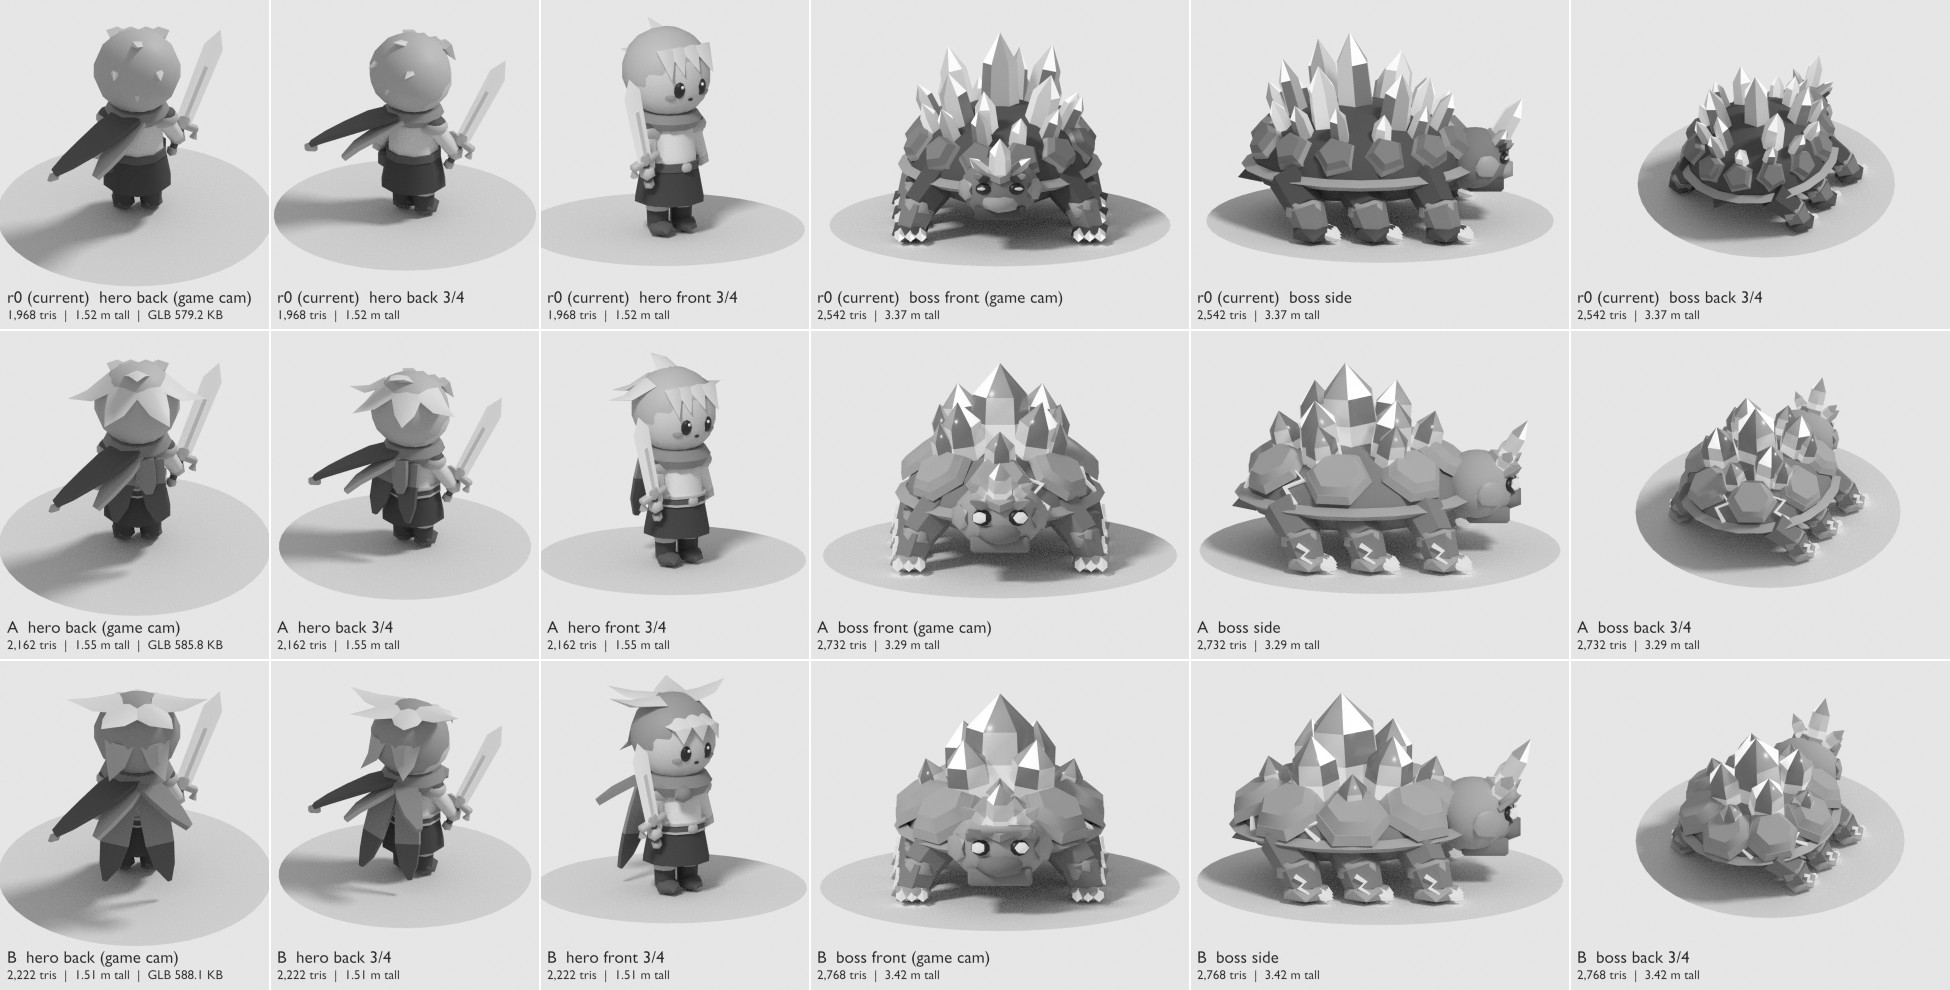 r0 (current)  hero back (game cam)
1,968 tris | 1.52 m tall | GLB 579.2 KB
r0 (current)  hero back 3/4
1,968 tris | 1.52 m tall
r0 (current)  hero front 3/4
1,968 tris | 1.52 m tall
r0 (current)  boss front (game cam)
2,542 tris | 3.37 m tall
r0 (current)  boss side
2,542 tris | 3.37 m tall
r0 (current)  boss back 3/4
2,542 tris | 3.37 m tall
A  hero back (game cam)
2,162 tris | 1.55 m tall | GLB 585.8 KB
A  hero back 3/4
2,162 tris | 1.55 m tall
A  hero front 3/4
2,162 tris | 1.55 m tall
A  boss front (game cam)
2,732 tris | 3.29 m tall
A  boss side
2,732 tris | 3.29 m tall
A  boss back 3/4
2,732 tris | 3.29 m tall
B  hero back (game cam)
2,222 tris | 1.51 m tall | GLB 588.1 KB
B  hero back 3/4
2,222 tris | 1.51 m tall
B  hero front 3/4
2,222 tris | 1.51 m tall
B  boss front (game cam)
2,768 tris | 3.42 m tall
B  boss side
2,768 tris | 3.42 m tall
B  boss back 3/4
2,768 tris | 3.42 m tall